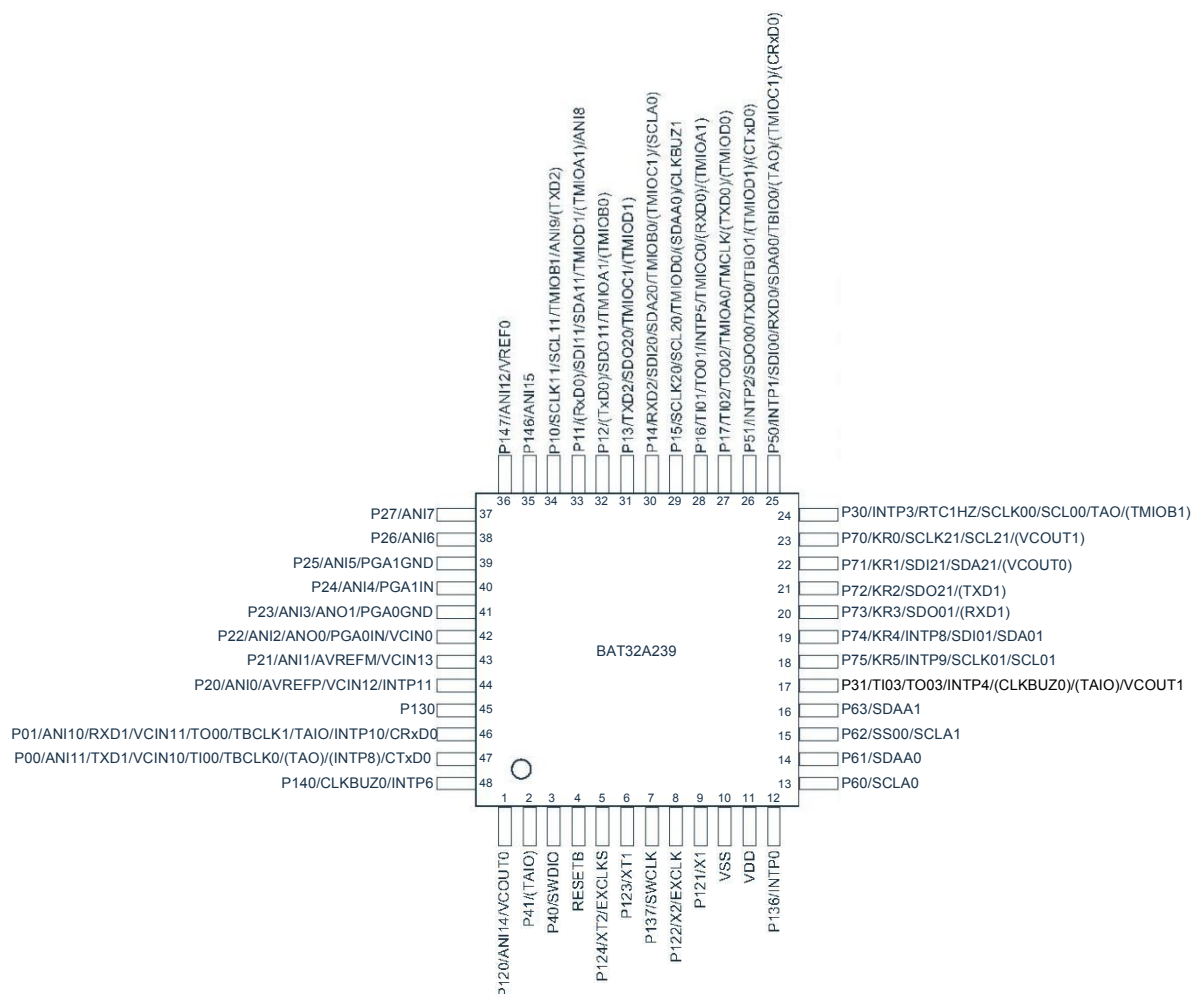 P147/ANI12/VREF0
P146/ANI15
P10/SCLK11/SCL11/TMIOB1/ANI9/(TXD2)
P11/(RxD0)/SDI11/SDA11/TMIOD1/(TMIOA1)/ANI8
P12/(TxD0)/SDO11/TMIOA1/(TMIOB0)
P13/TXD2/SDO20/TMIOC1/(TMIOD1)
P14/RXD2/SDI20/SDA20/TMIOB0/(TMIOC1)/(SCLA0)
P15/SCLK20/SCL20/TMIOD0/(SDAA0)/CLKBUZ1
P16/TI01/TO01/INTP5/TMIOC0/(RXD0)/(TMIOA1)
P17/TI02/TO02/TMIOA0/TMCLK/(TXD0)/(TMIOD0)
P51/INTP2/SDO00/TXD0/TBIO1/(TMIOD1)/(CTxD0)
P50/INTP1/SDI00/RXD0/SDA00/TBIO0/(TAO)/(TMIOC1)/(CRxD0)
36 35 34 33 32 31 30 29 28 27 26 25
P27/ANI7 37
P26/ANI6 38
P25/ANI5/PGA1GND 39
P24/ANI4/PGA1IN 40
P23/ANI3/ANO1/PGA0GND 41
P22/ANI2/ANO0/PGA0IN/VCIN0 42
P21/ANI1/AVREFM/VCIN13 43
P20/ANI0/AVREFP/VCIN12/INTP11 44
P130 45
P01/ANI10/RXD1/VCIN11/TO00/TBCLK1/TAIO/INTP10/CRxD0 46
P00/ANI11/TXD1/VCIN10/TI00/TBCLK0/(TAO)/(INTP8)/CTxD0 47
P140/CLKBUZ0/INTP6 48
BAT32A239
24 P30/INTP3/RTC1HZ/SCLK00/SCL00/TAO/(TMIOB1)
23 P70/KR0/SCLK21/SCL21/(VCOUT1)
22 P71/KR1/SDI21/SDA21/(VCOUT0)
21 P72/KR2/SDO21/(TXD1)
20 P73/KR3/SDO01/(RXD1)
19 P74/KR4/INTP8/SDI01/SDA01
18 P75/KR5/INTP9/SCLK01/SCL01
17 P31/TI03/TO03/INTP4/(CLKBUZ0)/(TAIO)/VCOUT1
16 P63/SDAA1
15 P62/SS00/SCLA1
14 P61/SDAA0
13 P60/SCLA0
1 2 3 4 5 6 7 8 9 10 11 12
P120/ANI14/VCOUT0
P41/(TAIO)
P40/SWDIO
RESETB
P124/XT2/EXCLKS
P123/XT1
P137/SWCLK
P122/X2/EXCLK
P121/X1
VSS
VDD
P136/INTP0